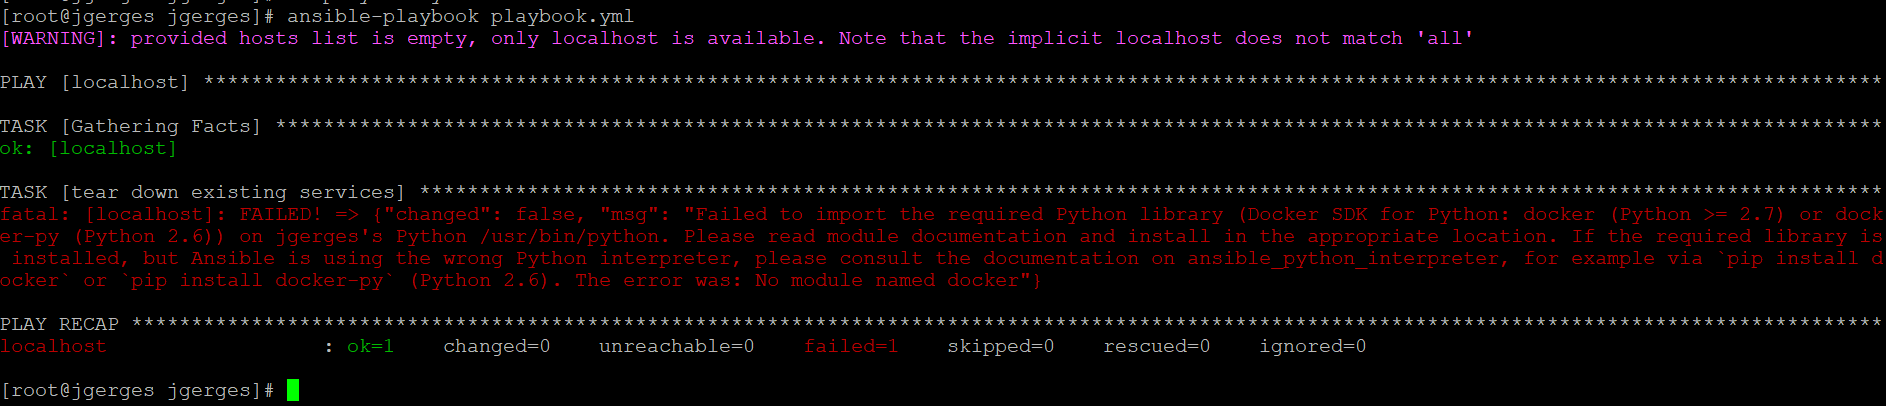 [root@jgerges jgerges]# ansible-playbook playbook.yml
[WARNING]: provided hosts list is empty, only localhost is available. Note that the implicit localhost does not match 'all'
PLAY [localhost] ********************************************************************************************************************************************
TASK [Gathering Facts] **************************************************************************************************************************************
ok: [localhost]
TASK [tear down existing services] **************************************************************************************************************************
fatal: [localhost]: FAILED! => {"changed": false, "msg": "Failed to import the required Python library (Docker SDK for Python: docker (Python >= 2.7) or dock
er-py (Python 2.6)) on jgerges's Python /usr/bin/python. Please read module documentation and install in the appropriate location. If the required library is
 installed, but Ansible is using the wrong Python interpreter, please consult the documentation on ansible_python_interpreter, for example via `pip install d
ocker` or `pip install docker-py` (Python 2.6). The error was: No module named docker"}
PLAY RECAP **************************************************************************************************************************************************
localhost                  : ok=1    changed=0    unreachable=0    failed=1    skipped=0    rescued=0    ignored=0
[root@jgerges jgerges]#